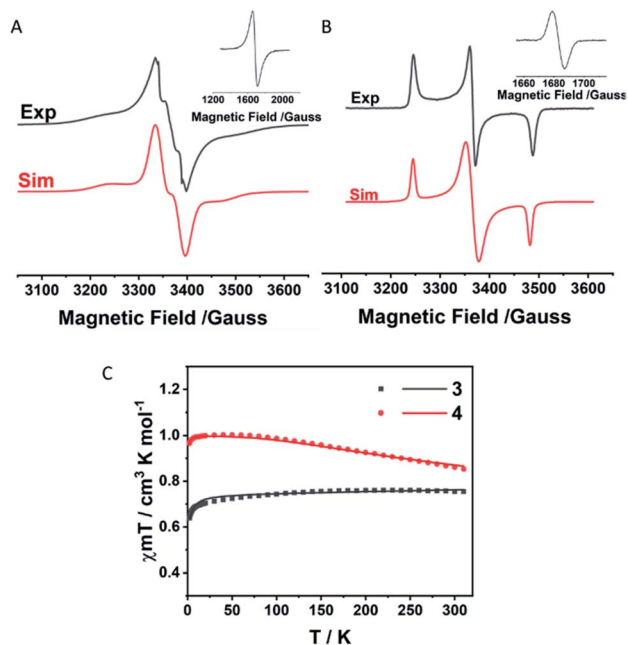 A
1200 1600 2000
Magnetic Field /Gauss
Exp
Sim
3100 3200 3300 3400 3500 3600
Magnetic Field /Gauss
B
1660 1680 1700
Magnetic Field /Gauss
Exp
Sim
3100 3200 3300 3400 3500 3600
Magnetic Field /Gauss
C
3
4
1.2
1.0
0.8
0.6
0.4
χmT / cm³ K mol⁻¹
0 50 100 150 200 250 300
T / K